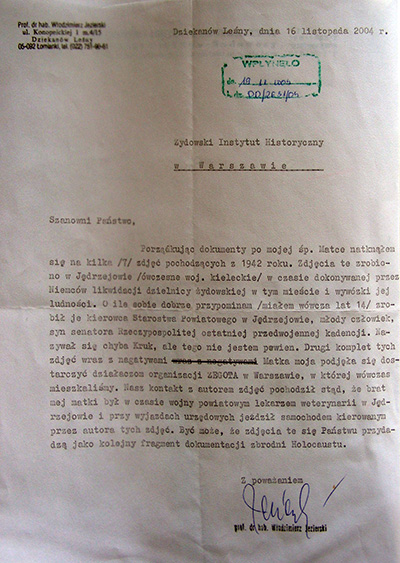 Prof. dr hab. Włodzimierz Jezierski
ul. Konopnickiej 1 m.4/15
Dziekanów Leśny
05-092 Łomianki, tel. (022) 751-98-61
Dziekanów Leśny, dnia 16 listopada 2004 r.
WPŁYNĘŁO
dn.
Żydowski Instytut Historyczny
w Warszawie
Szanowni Państwo,
Porządkując dokumenty po mojej śp. Matce natknąłem
się na kilka /7/ zdjęć pochodzących z 1942 roku. Zdjęcia te zrobio-
no w Jędrzejowie /ówczesne woj. kieleckie/ w czasie dokonywanej przez
Niemców likwidacji dzielnicy żydowskiej w tym mieście i wywózki jej
ludności. O ile sobie dobrze przypominam /miałem wówcza lat 14/ zro-
bił je kierowca Starostwa Powiatowego w Jędrzejowie, młody człowiek,
syn senatora Rzeczypospolitej ostatniej przedwojennej kadencji. Na-
zywał się chyba Kruk, ale tego nie jestem pewien. Drugi komplet tych
zdjęć wraz z negatywami wraz z negatywami Matka moja podjęła się do-
starczyć działaczom organizacji ŻEGOTA w Warszawie, w której wówczas
mieszkaliśmy. Nasz kontakt z autorem zdjęć pochodził stąd, że brat
mej matki był w czasie wojny powiatowym lekarzem weterynarii w Jęd-
rzejowie i przy wyjazdach urzędowych jeździł samochodem kierowanym
przez autora tych zdjęć. Być może, że zdjęcia te się Państwu przyda-
dzą jako kolejny fragment dokumentacji zbrodni Holocaustu.
Z poważaniem
prof. dr hab. Włodzimierz Jezierski